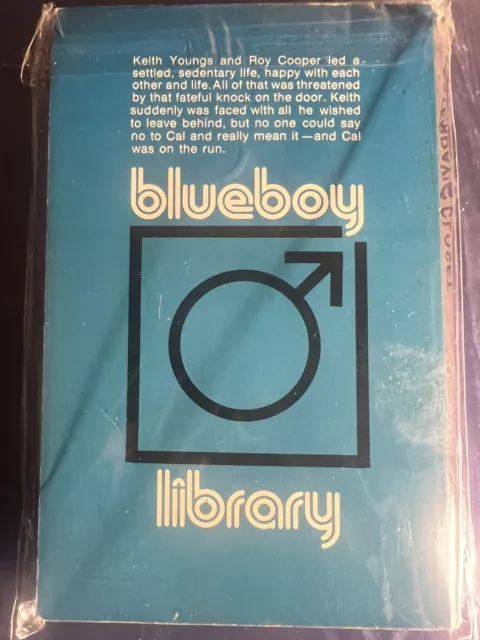 Keith Youngs and Roy Cooper led a
settled, sedentary life, happy with each
other and life. All of that was threatened
by that fateful knock on the door. Keith
suddenly was faced with all he wished
to leave behind, but no one could say
no to Cal and really mean it—and Cal
was on the run.
blueboy
library